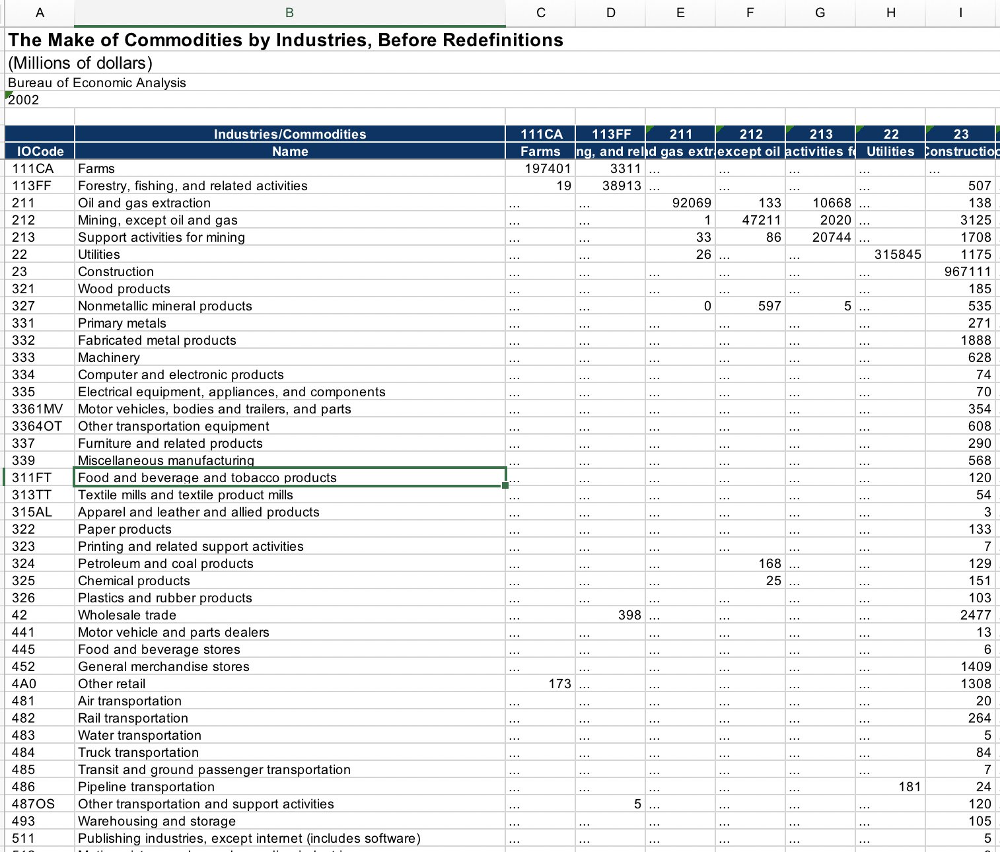 A B C D E F G H I
The Make of Commodities by Industries, Before Redefinitions
(Millions of dollars)
Bureau of Economic Analysis
2002
Industries/Commodities 111CA 113FF 211 212 213 22 23
IOCode Name Farms ng, and rel d gas extr except oil activities fo Utilities Constructio
111CA Farms 197401 3311 ... ... ... ... ...
113FF Forestry, fishing, and related activities 19 38913 ... ... ... ... 507
211 Oil and gas extraction ... ... 92069 133 10668 ... 138
212 Mining, except oil and gas ... ... 1 47211 2020 ... 3125
213 Support activities for mining ... ... 33 86 20744 ... 1708
22 Utilities ... ... 26 ... ... 315845 1175
23 Construction ... ... ... ... ... ... 967111
321 Wood products ... ... ... ... ... ... 185
327 Nonmetallic mineral products ... ... 0 597 5 ... 535
331 Primary metals ... ... ... ... ... ... 271
332 Fabricated metal products ... ... ... ... ... ... 1888
333 Machinery ... ... ... ... ... ... 628
334 Computer and electronic products ... ... ... ... ... ... 74
335 Electrical equipment, appliances, and components ... ... ... ... ... ... 70
3361MV Motor vehicles, bodies and trailers, and parts ... ... ... ... ... ... 354
3364OT Other transportation equipment ... ... ... ... ... ... 608
337 Furniture and related products ... ... ... ... ... ... 290
339 Miscellaneous manufacturing ... ... ... ... ... ... 568
311FT Food and beverage and tobacco products ... ... ... ... ... ... 120
313TT Textile mills and textile product mills ... ... ... ... ... ... 54
315AL Apparel and leather and allied products ... ... ... ... ... ... 3
322 Paper products ... ... ... ... ... ... 133
323 Printing and related support activities ... ... ... ... ... ... 7
324 Petroleum and coal products ... ... ... 168 ... ... 129
325 Chemical products ... ... ... 25 ... ... 151
326 Plastics and rubber products ... ... ... ... ... ... 103
42 Wholesale trade ... 398 ... ... ... ... 2477
441 Motor vehicle and parts dealers ... ... ... ... ... ... 13
445 Food and beverage stores ... ... ... ... ... ... 6
452 General merchandise stores ... ... ... ... ... ... 1409
4A0 Other retail 173 ... ... ... ... ... 1308
481 Air transportation ... ... ... ... ... ... 20
482 Rail transportation ... ... ... ... ... ... 264
483 Water transportation ... ... ... ... ... ... 5
484 Truck transportation ... ... ... ... ... ... 84
485 Transit and ground passenger transportation ... ... ... ... ... ... 7
486 Pipeline transportation ... ... ... ... ... 181 24
487OS Other transportation and support activities ... 5 ... ... ... ... 120
493 Warehousing and storage ... ... ... ... ... ... 105
511 Publishing industries, except internet (includes software) ... ... ... ... ... ... 5